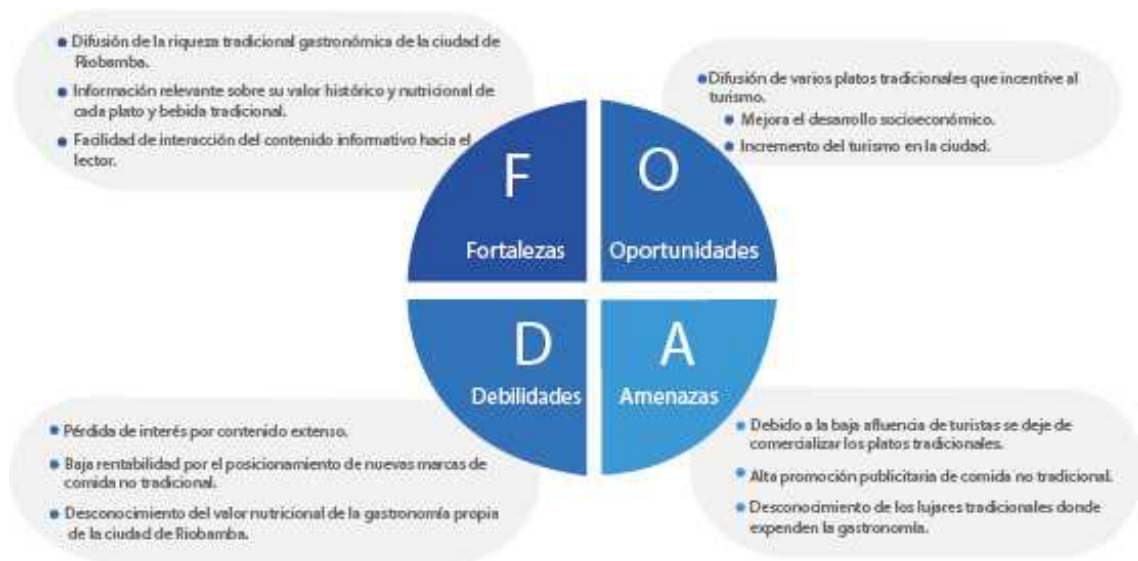 ● Difusión de la riqueza tradicional gastronómica de la ciudad de
Riobamba.
● Información relevante sobre su valor histórico y nutricional de
cada plato y bebida tradicional.
● Facilidad de interacción del contenido informativo hacia el
lector.
● Difusión de varios platos tradicionales que incentive al
turismo.
● Mejora el desarrollo socioeconómico.
● Incremento del turismo en la ciudad.
F
Fortalezas
O
Oportunidades
D
Debilidades
A
Amenazas
● Pérdida de interés por contenido extenso.
● Baja rentabilidad por el posicionamiento de nuevas marcas de
comida no tradicional.
● Desconocimiento del valor nutricional de la gastronomía propia
de la ciudad de Riobamba.
● Debido a la baja afluencia de turistas se deje de
comercializar los platos tradicionales.
● Alta promoción publicitaria de comida no tradicional.
● Desconocimiento de los lujares tradicionales donde
expenden la gastronomía.